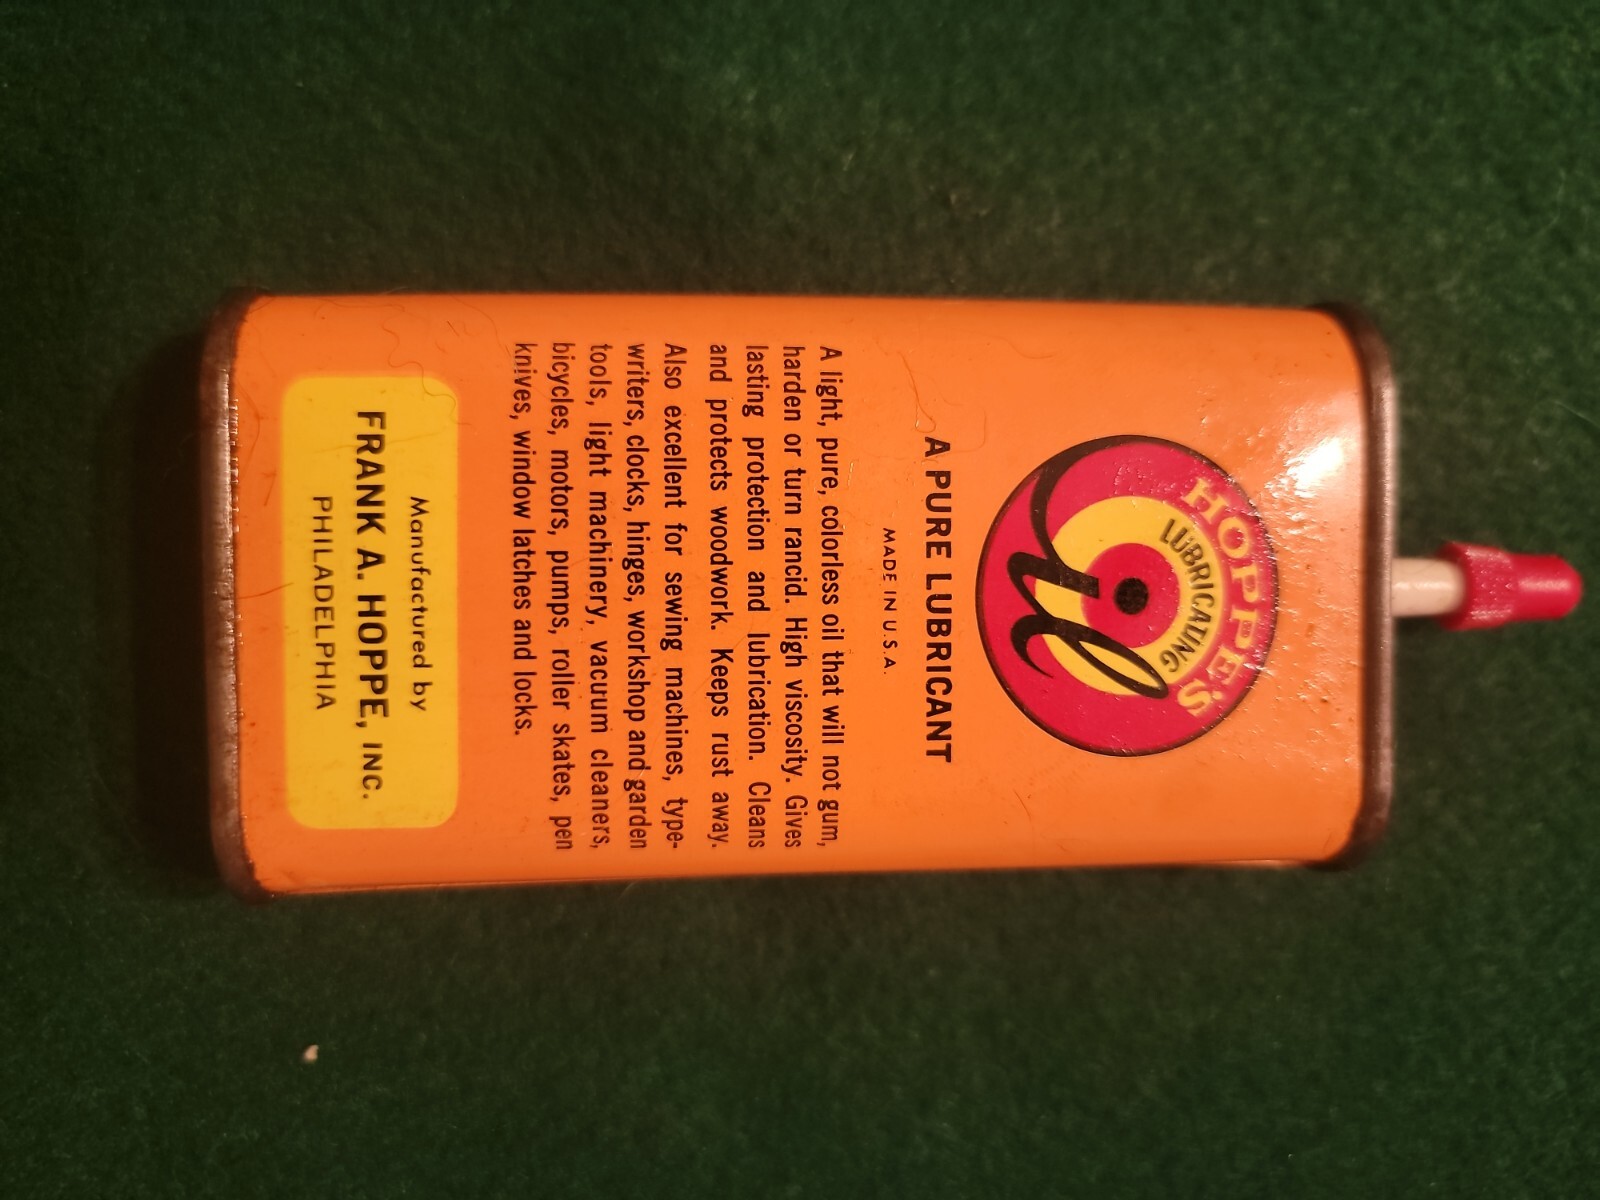 HOPPE'S
LUBRICATING
Oil
A PURE LUBRICANT
MADE IN U.S.A.
A light, pure, colorless oil that will not gum,
harden or turn rancid. High viscosity. Gives
lasting protection and lubrication. Cleans
and protects woodwork. Keeps rust away.
Also excellent for sewing machines, type-
writers, clocks, hinges, workshop and garden
tools, light machinery, vacuum cleaners,
bicycles, motors, pumps, roller skates, pen
knives, window latches and locks.
Manufactured by
FRANK A. HOPPE, INC.
PHILADELPHIA